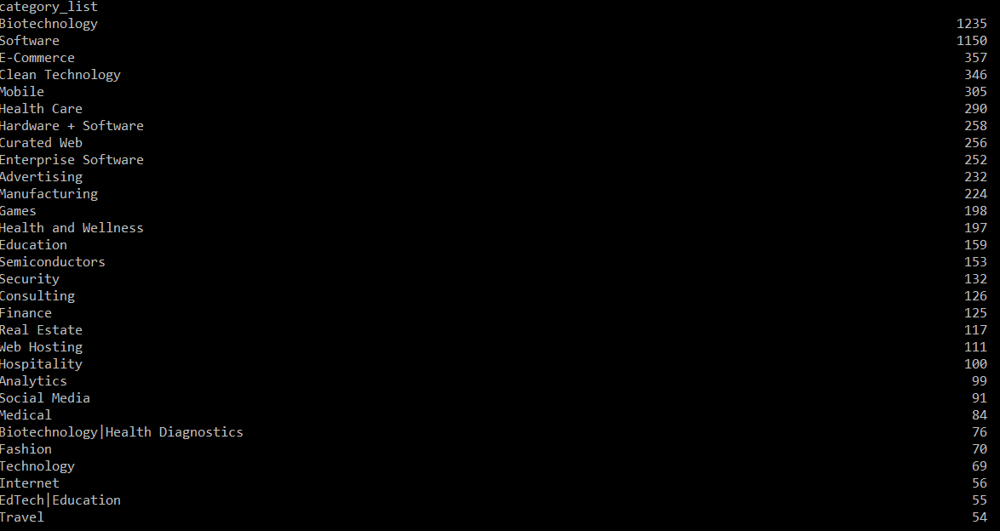 category_list
Biotechnology 1235
Software 1150
E-Commerce 357
Clean Technology 346
Mobile 305
Health Care 290
Hardware + Software 258
Curated Web 256
Enterprise Software 252
Advertising 232
Manufacturing 224
Games 198
Health and Wellness 197
Education 159
Semiconductors 153
Security 132
Consulting 126
Finance 125
Real Estate 117
Web Hosting 111
Hospitality 100
Analytics 99
Social Media 91
Medical 84
Biotechnology|Health Diagnostics 76
Fashion 70
Technology 69
Internet 56
EdTech|Education 55
Travel 54